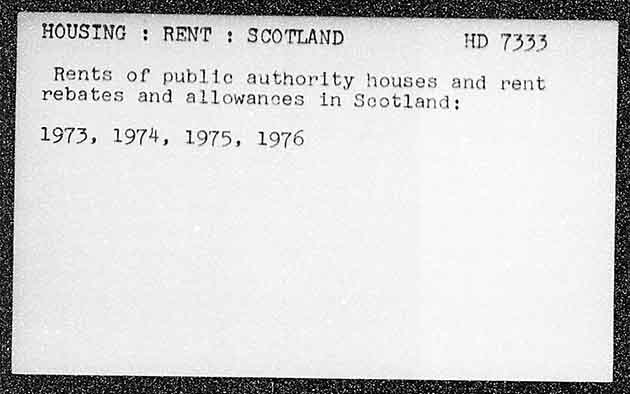 HOUSING : RENT : SCOTLAND HD 7333
Rents of public authority houses and rent
rebates and allowances in Scotland:
1973, 1974, 1975, 1976